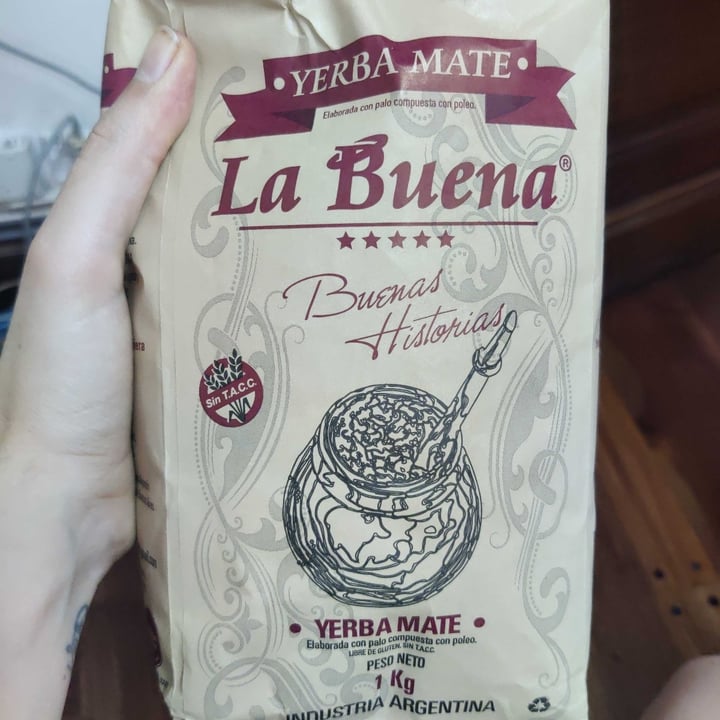 • YERBA MATE •
Elaborada con palo compuesta con poleo.
La Buena®
★★★★★
Buenas
Historias
Sin T.A.C.C.
• YERBA MATE •
Elaborada con palo compuesta con poleo.
LIBRE DE GLUTEN. SIN T.A.C.C.
PESO NETO
1 Kg
INDUSTRIA ARGENTINA